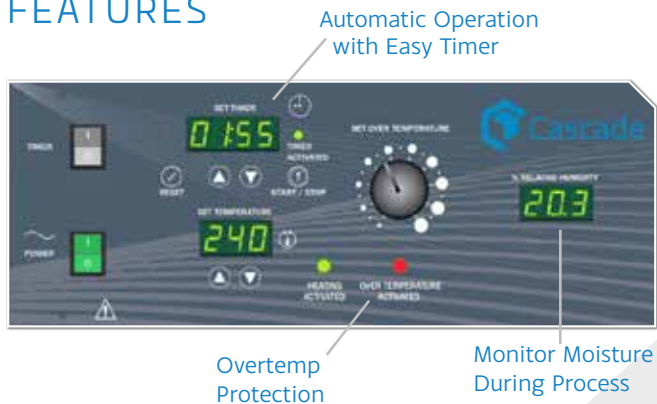 FEATURES
Automatic Operation
with Easy Timer
SET TIMER
01:55
TIMER
TIMER
ACTIVATED
SET OVER TEMPERATURE
Cascade
RESET
START / STOP
% RELATIVE HUMIDITY
20.3
SET TEMPERATURE
240
POWER
HEATING
ACTIVATED
OVER TEMPERATURE
ACTIVATED
Overtemp
Protection
Monitor Moisture
During Process